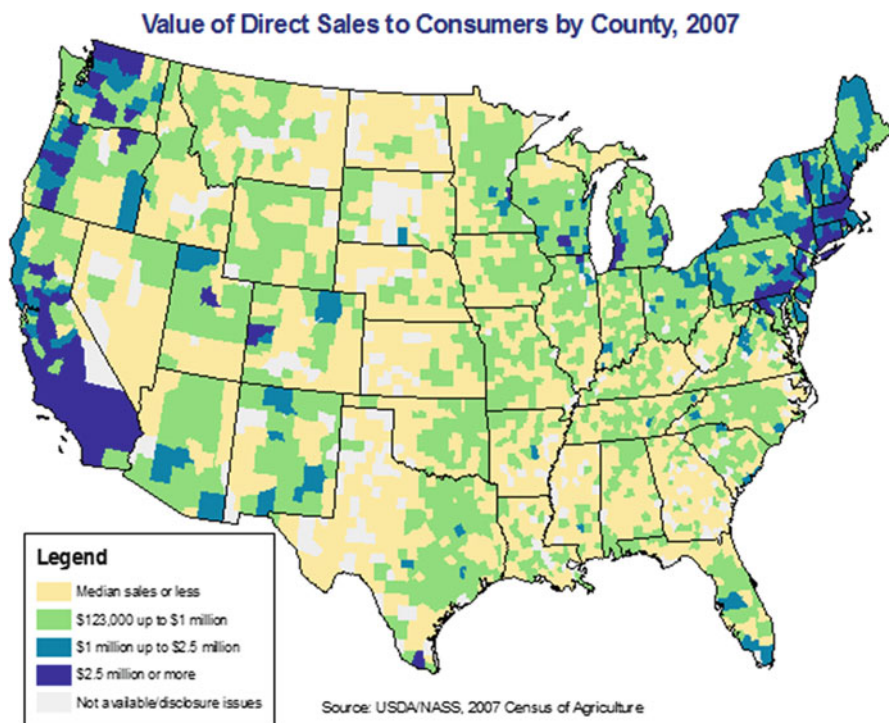 Value of Direct Sales to Consumers by County, 2007
Legend
Median sales or less
$123,000 up to $1 million
$1 million up to $2.5 million
$2.5 million or more
Not available/disclosure issues
Source: USDA/NASS, 2007 Census of Agriculture